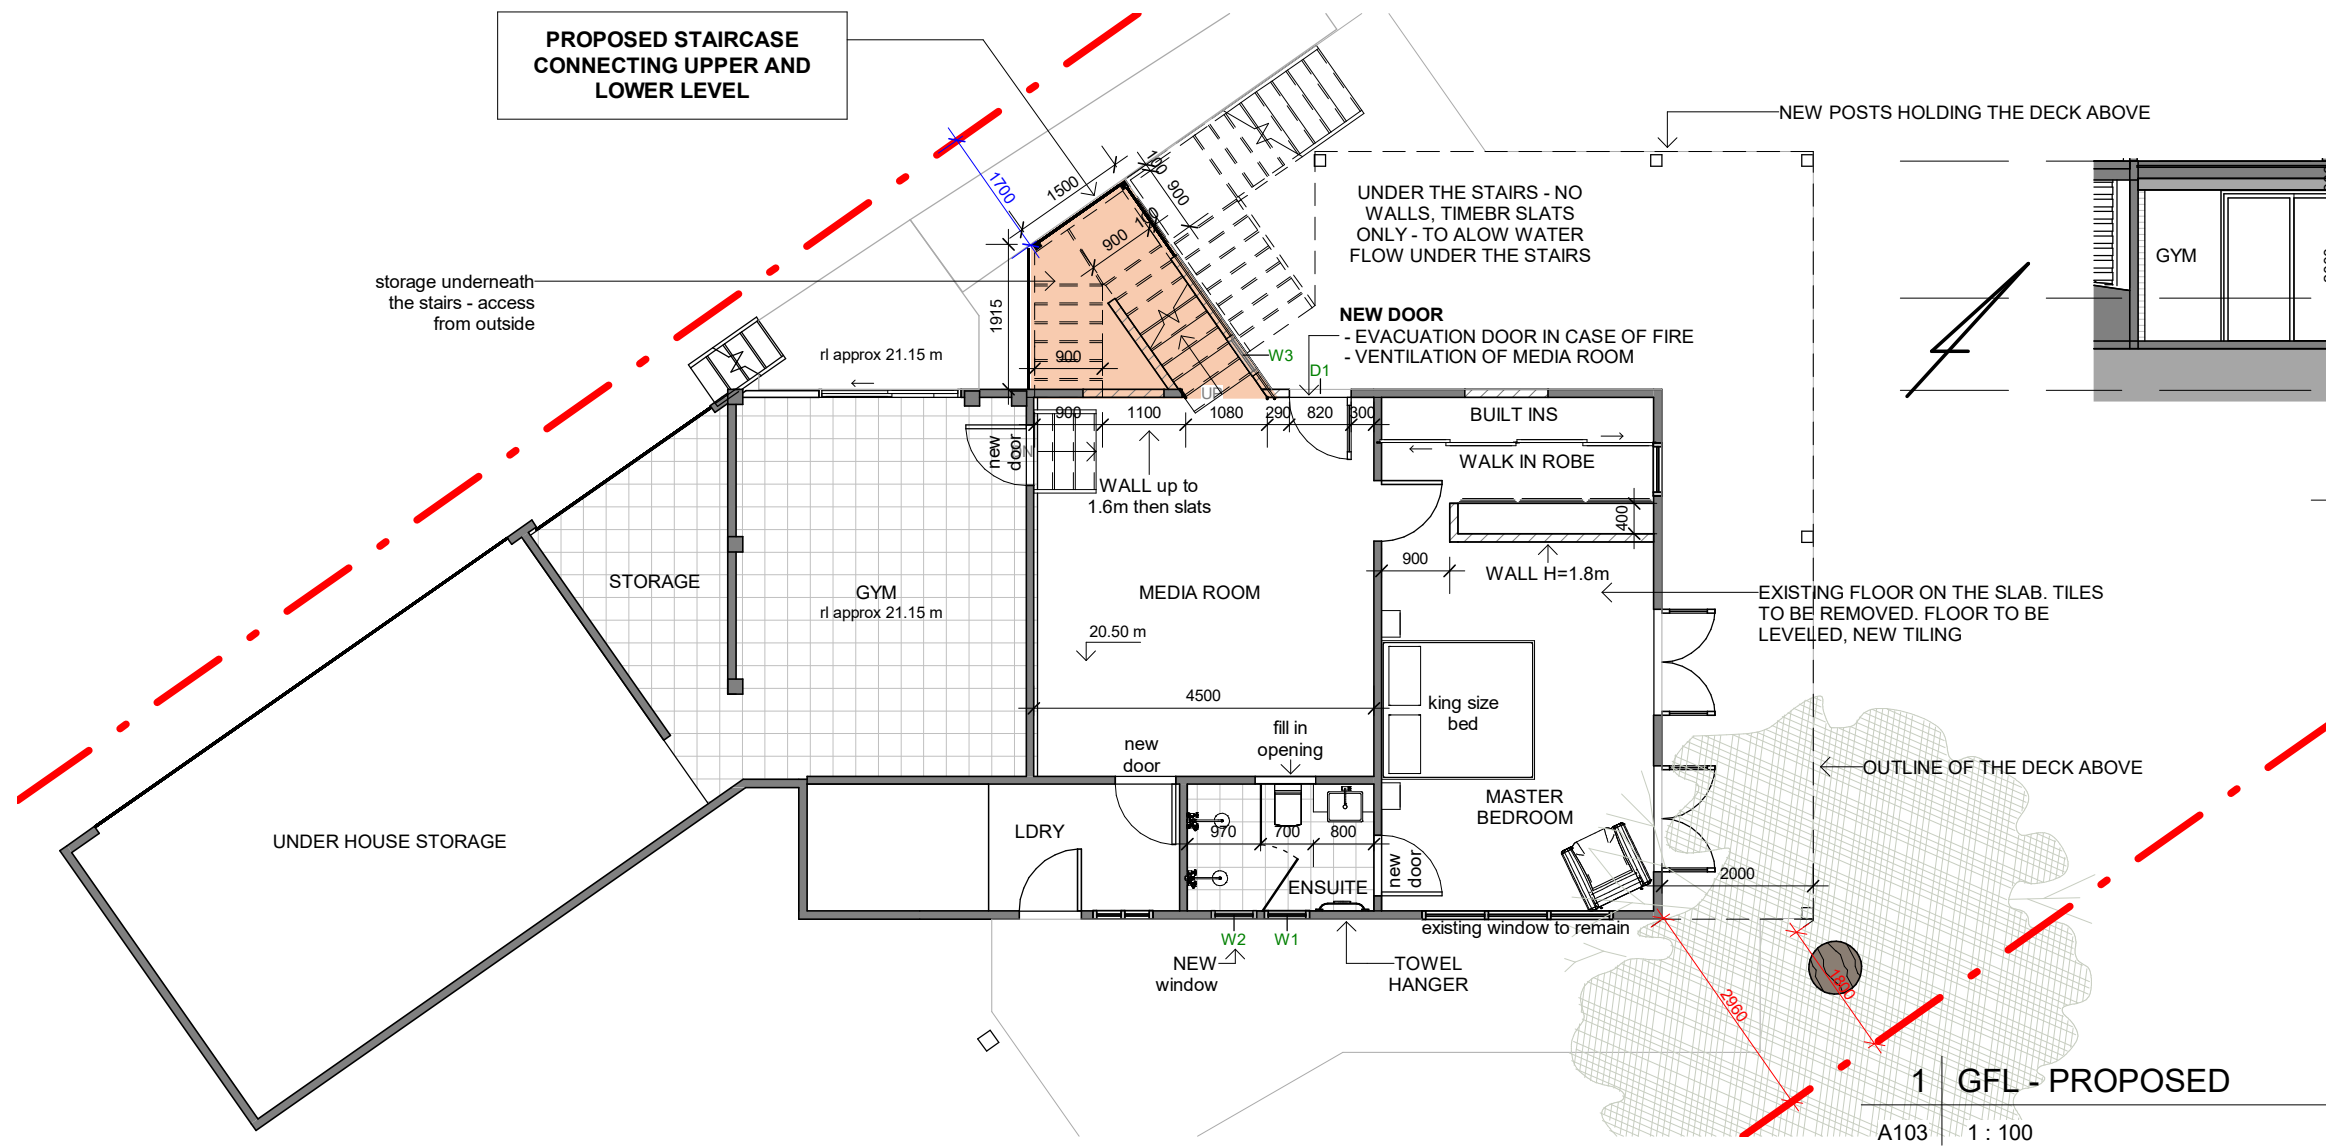 PROPOSED STAIRCASE
CONNECTING UPPER AND
LOWER LEVEL
NEW POSTS HOLDING THE DECK ABOVE
1700
1500
100
900
100
900
UNDER THE STAIRS - NO
WALLS, TIMEBR SLATS
ONLY - TO ALOW WATER
FLOW UNDER THE STAIRS
GYM
storage underneath
the stairs - access
from outside
1915
NEW DOOR
- EVACUATION DOOR IN CASE OF FIRE
- VENTILATION OF MEDIA ROOM
rl approx 21.15 m
900
W3
D1
UP
900
1100
1080
290
820
300
BUILT INS
new
door
WALK IN ROBE
WALL up to
1.6m then slats
400
900
WALL H=1.8m
STORAGE
GYM
rl approx 21.15 m
MEDIA ROOM
EXISTING FLOOR ON THE SLAB. TILES
TO BE REMOVED. FLOOR TO BE
LEVELED, NEW TILING
20.50 m
4500
king size
bed
new
door
fill in
opening
OUTLINE OF THE DECK ABOVE
MASTER
BEDROOM
UNDER HOUSE STORAGE
LDRY
970
700
800
new
door
ENSUITE
2000
W2
W1
existing window to remain
NEW
window
TOWEL
HANGER
2960
1800
1
GFL - PROPOSED
A103
1 : 100